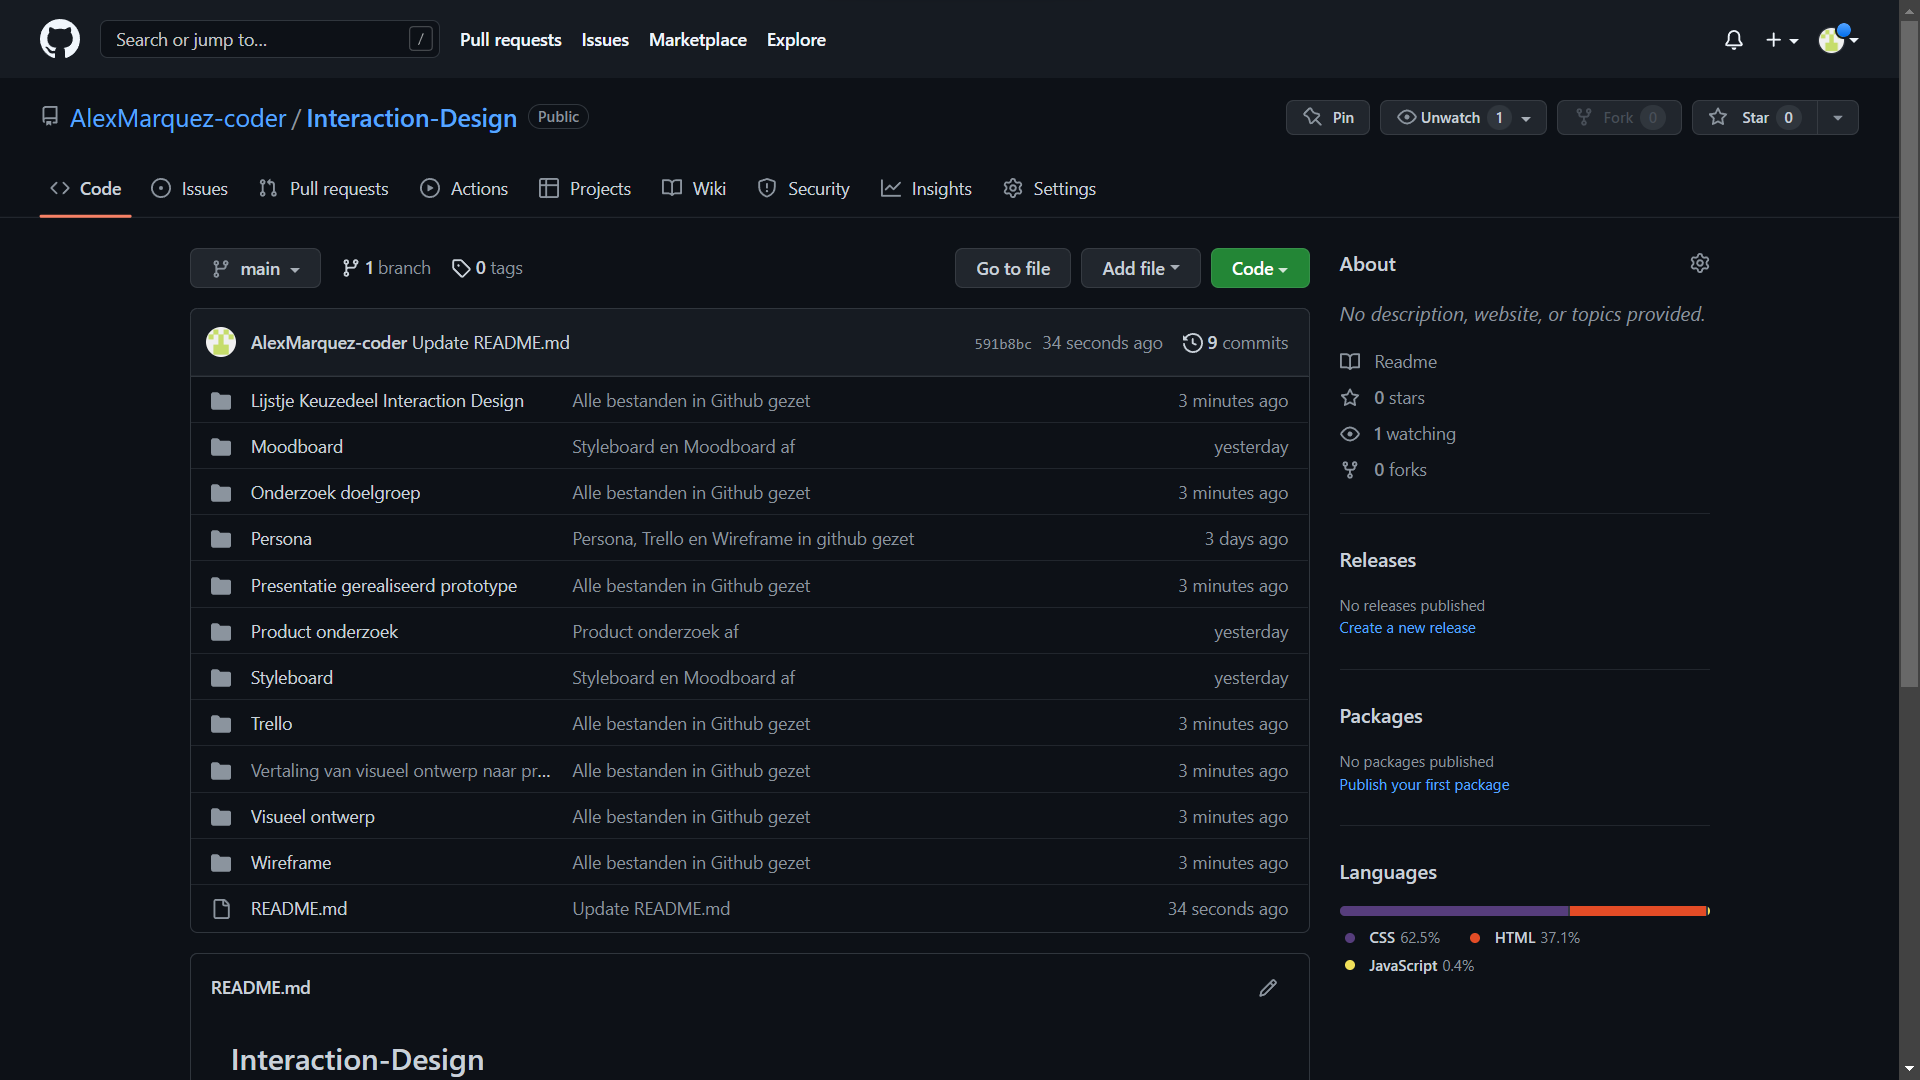 Search or jump to... /
Pull requests Issues Marketplace Explore
AlexMarquez-coder / Interaction-Design Public
Pin Unwatch 1 Fork 0 Star 0
Code Issues Pull requests Actions Projects Wiki Security Insights Settings
main 1 branch 0 tags Go to file Add file Code
AlexMarquez-coder Update README.md 591b8bc 34 seconds ago 9 commits
Lijstje Keuzedeel Interaction Design Alle bestanden in Github gezet 3 minutes ago
Moodboard Styleboard en Moodboard af yesterday
Onderzoek doelgroep Alle bestanden in Github gezet 3 minutes ago
Persona Persona, Trello en Wireframe in github gezet 3 days ago
Presentatie gerealiseerd prototype Alle bestanden in Github gezet 3 minutes ago
Product onderzoek Product onderzoek af yesterday
Styleboard Styleboard en Moodboard af yesterday
Trello Alle bestanden in Github gezet 3 minutes ago
Vertaling van visueel ontwerp naar pr... Alle bestanden in Github gezet 3 minutes ago
Visueel ontwerp Alle bestanden in Github gezet 3 minutes ago
Wireframe Alle bestanden in Github gezet 3 minutes ago
README.md Update README.md 34 seconds ago
README.md
Interaction-Design
About
No description, website, or topics provided.
Readme
0 stars
1 watching
0 forks
Releases
No releases published
Create a new release
Packages
No packages published
Publish your first package
Languages
CSS 62.5% HTML 37.1%
JavaScript 0.4%